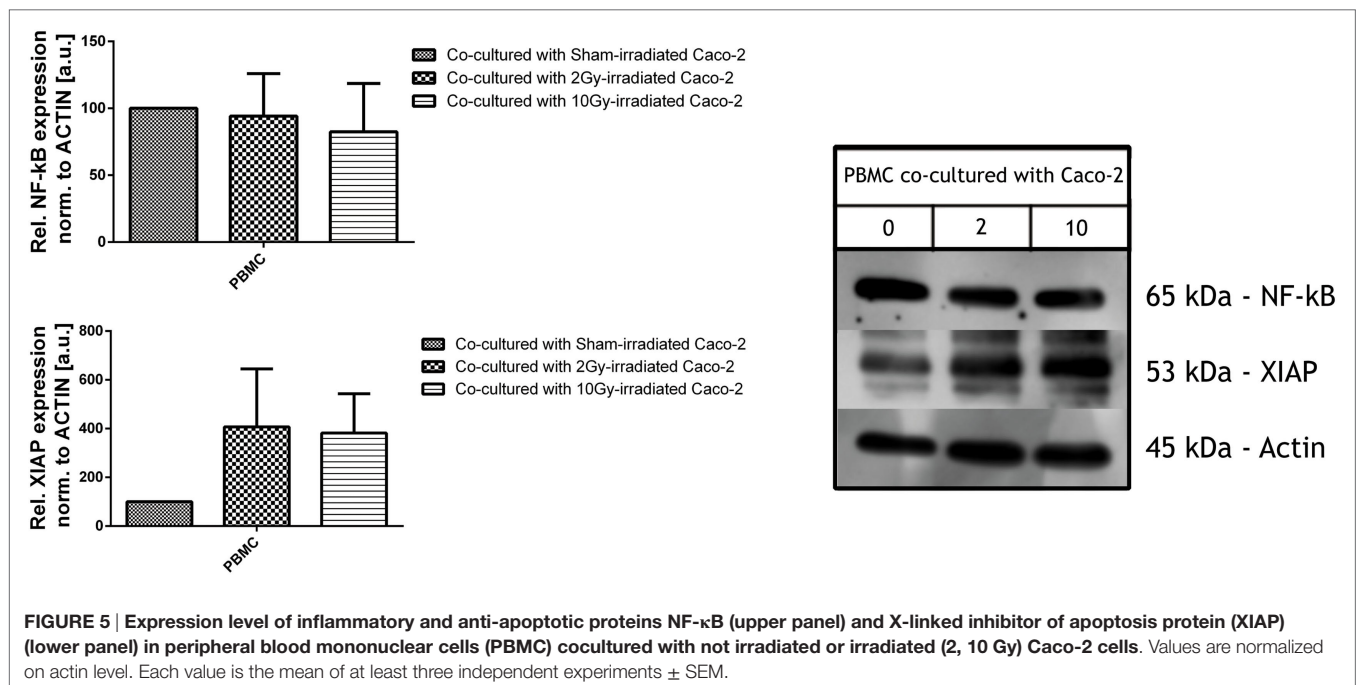 150
100
50
0
Rel. NF-kB expression
norm. to ACTIN [a.u.]
PBMC
Co-cultured with Sham-irradiated Caco-2
Co-cultured with 2Gy-irradiated Caco-2
Co-cultured with 10Gy-irradiated Caco-2
800
600
400
200
0
Rel. XIAP expression
norm. to ACTIN [a.u.]
PBMC
Co-cultured with Sham-irradiated Caco-2
Co-cultured with 2Gy-irradiated Caco-2
Co-cultured with 10Gy-irradiated Caco-2
PBMC co-cultured with Caco-2
0 2 10
65 kDa - NF-kB
53 kDa - XIAP
45 kDa - Actin
FIGURE 5 | Expression level of inflammatory and anti-apoptotic proteins NF-κB (upper panel) and X-linked inhibitor of apoptosis protein (XIAP)
(lower panel) in peripheral blood mononuclear cells (PBMC) cocultured with not irradiated or irradiated (2, 10 Gy) Caco-2 cells. Values are normalized
on actin level. Each value is the mean of at least three independent experiments ± SEM.